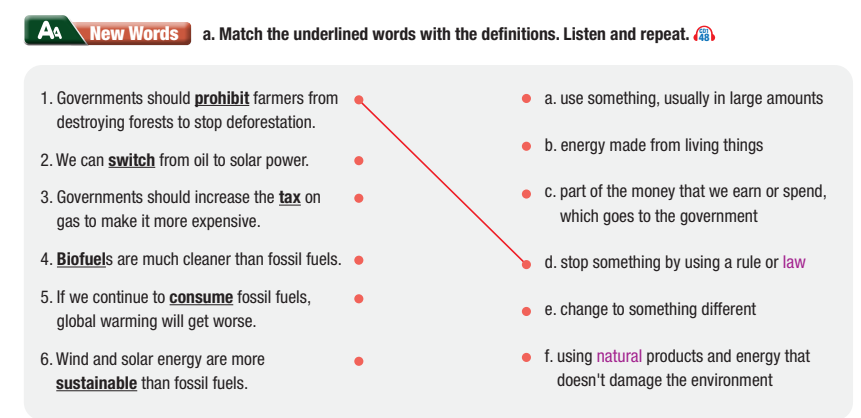 AA New Words a. Match the underlined words with the definitions. Listen and repeat. CD1 48
1. Governments should prohibit farmers from
destroying forests to stop deforestation.
2. We can switch from oil to solar power.
3. Governments should increase the tax on
gas to make it more expensive.
4. Biofuels are much cleaner than fossil fuels.
5. If we continue to consume fossil fuels,
global warming will get worse.
6. Wind and solar energy are more
sustainable than fossil fuels.
a. use something, usually in large amounts
b. energy made from living things
c. part of the money that we earn or spend,
which goes to the government
d. stop something by using a rule or law
e. change to something different
f. using natural products and energy that
doesn't damage the environment